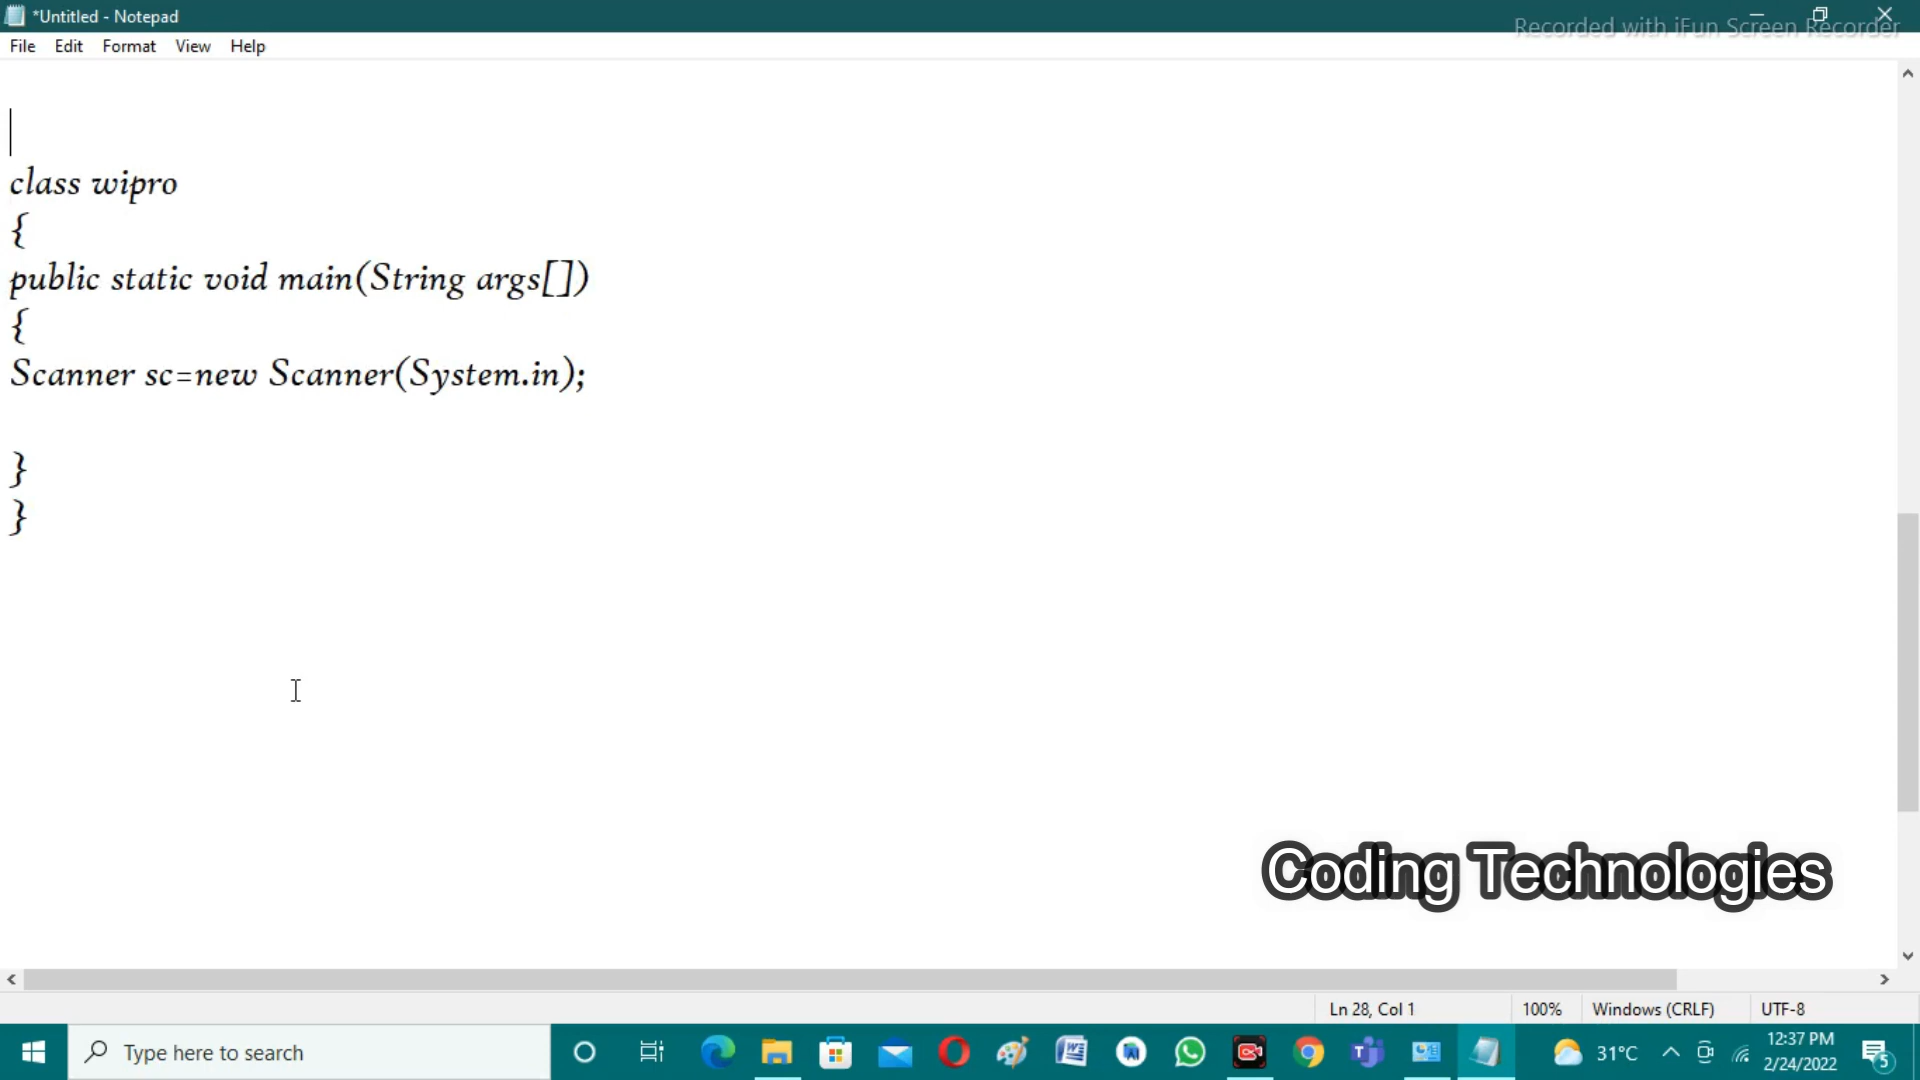 *Untitled - Notepad
Recorded with iFun Screen Recorder
File Edit Format View Help
class wipro
{
public static void main(String args[])
{
Scanner sc=new Scanner(System.in);
}
}
Coding Technologies
Ln 28, Col 1 100% Windows (CRLF) UTF-8
Type here to search
31°C
12:37 PM
2/24/2022
5